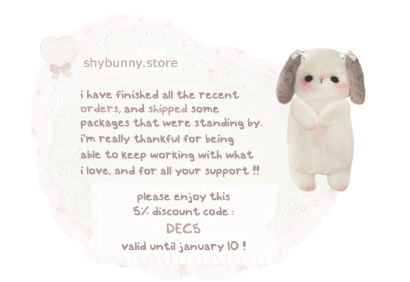 shybunny.store
i have finished all the recent
orders, and shipped some
packages that were standing by.
i'm really thankful for being
able to keep working with what
i love, and for all your support !!
please enjoy this
5% discount code :
DEC5
valid until january 10 !